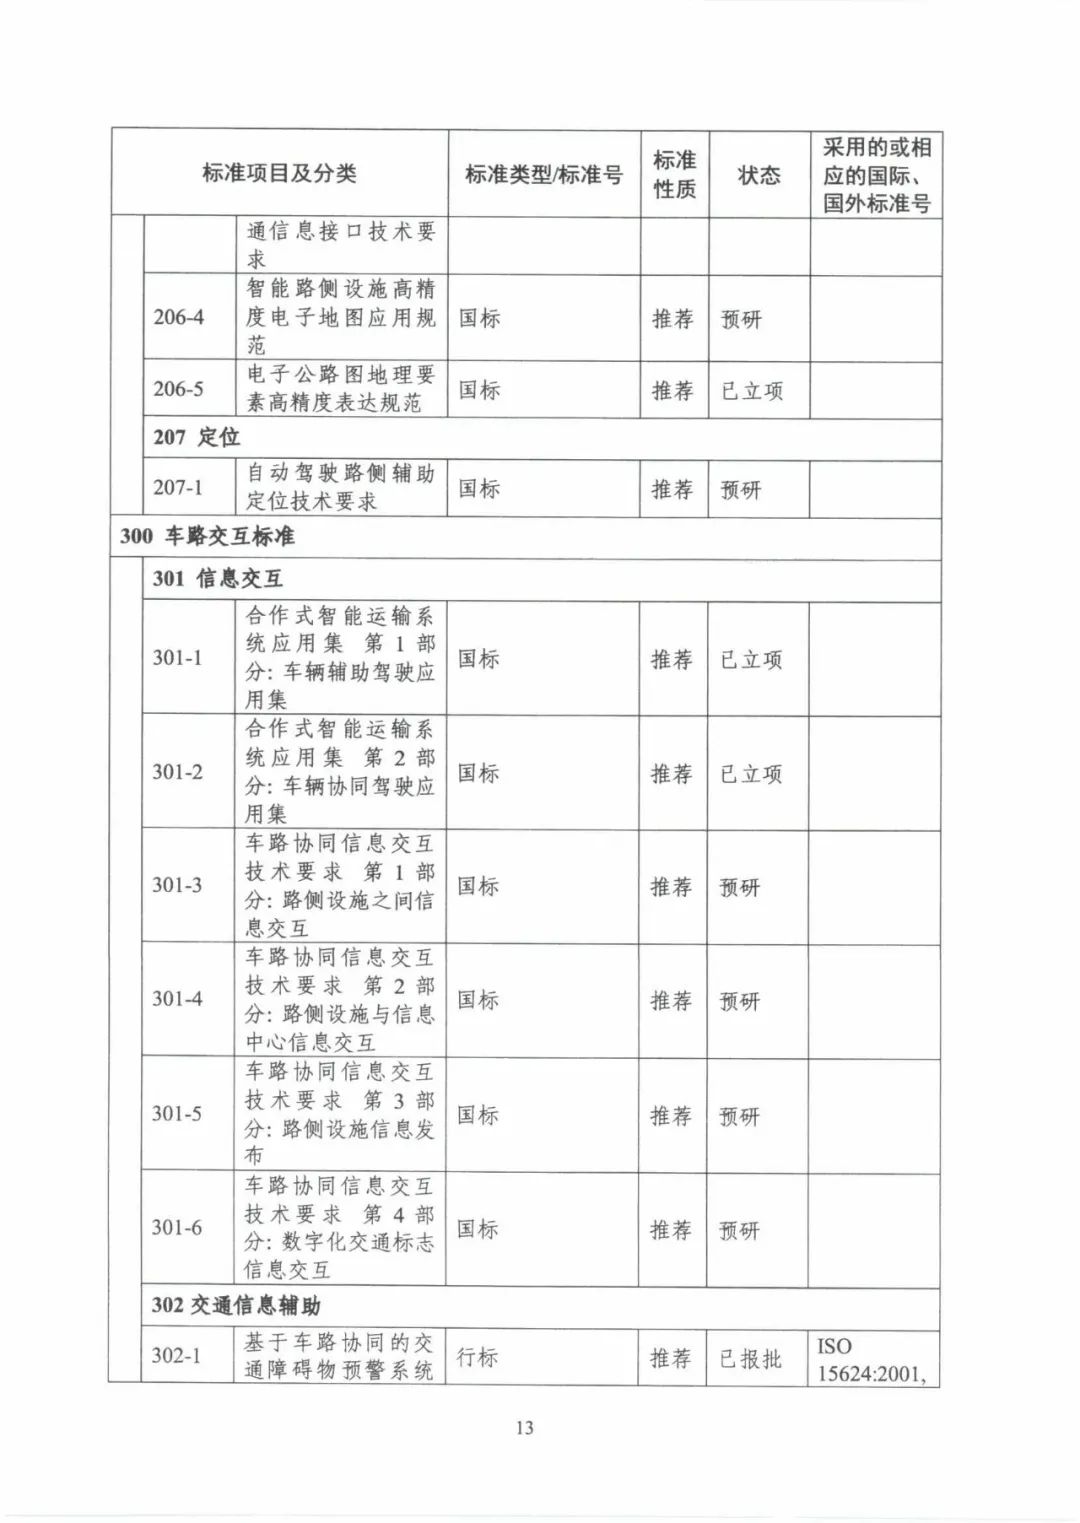 标准项目及分类 标准类型/标准号 标准性质 状态 采用的或相应的国际、国外标准号
通信息接口技术要
求
206-4 智能路侧设施高精 国标 推荐 预研
度电子地图应用规
范
206-5 电子公路图地理要 国标 推荐 已立项
素高精度表达规范
207 定位
207-1 自动驾驶路侧辅助 国标 推荐 预研
定位技术要求
300 车路交互标准
301 信息交互
301-1 合作式智能运输系 国标 推荐 已立项
统应用集 第 1 部
分: 车辆辅助驾驶应
用集
301-2 合作式智能运输系 国标 推荐 已立项
统应用集 第 2 部
分: 车辆协同驾驶应
用集
301-3 车路协同信息交互 国标 推荐 预研
技术要求 第 1 部
分: 路侧设施之间信
息交互
301-4 车路协同信息交互 国标 推荐 预研
技术要求 第 2 部
分: 路侧设施与信息
中心信息交互
301-5 车路协同信息交互 国标 推荐 预研
技术要求 第 3 部
分: 路侧设施信息发
布
301-6 车路协同信息交互 国标 推荐 预研
技术要求 第 4 部
分: 数字化交通标志
信息交互
302 交通信息辅助
302-1 基于车路协同的交 行标 推荐 已报批 ISO
通障碍物预警系统 15624:2001,
13